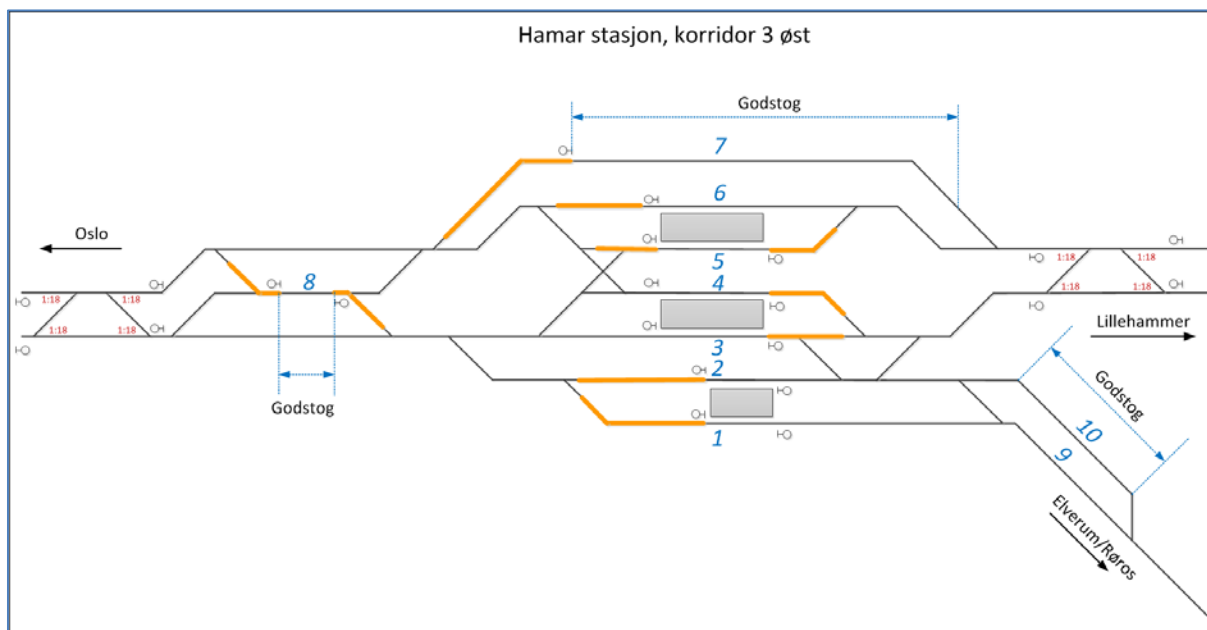 Hamar stasjon, korridor 3 øst
Godstog
7
6
Oslo
5
8
4
1:18 1:18
1:18 1:18
1:18 1:18
1:18 1:18
Lillehammer
3
2
Godstog
Godstog
1
10
9
Elverum/Røros